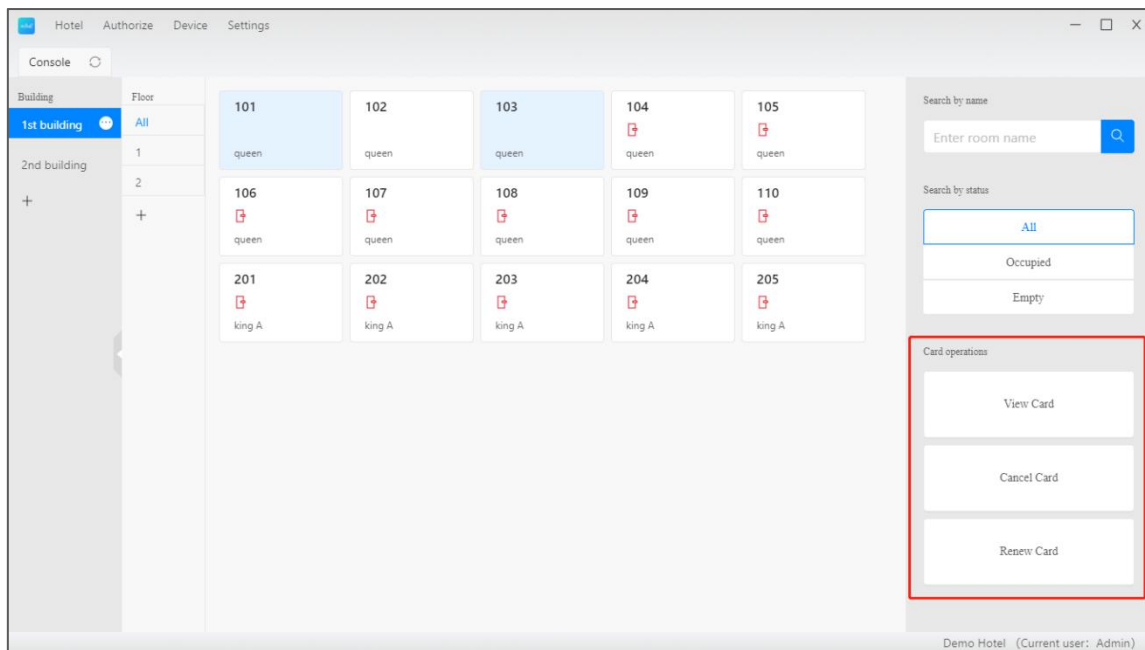 Hotel Authorize Device Settings
Console
Building
1st building
2nd building
+
Floor
All
1
2
+
101
queen
102
queen
103
queen
104
queen
105
queen
106
queen
107
queen
108
queen
109
queen
110
queen
201
king A
202
king A
203
king A
204
king A
205
king A
Search by name
Enter room name
Search by status
All
Occupied
Empty
Card operations
View Card
Cancel Card
Renew Card
Demo Hotel (Current user: Admin)